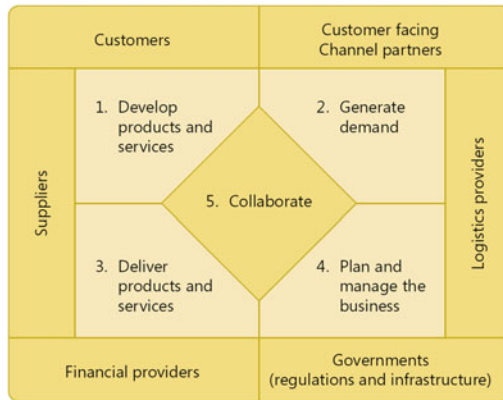 Customers
Customer facing
Channel partners
Suppliers
1. Develop
products and
services
2. Generate
demand
Logistics providers
5. Collaborate
3. Deliver
products and
services
4. Plan and
manage the
business
Financial providers
Governments
(regulations and infrastructure)